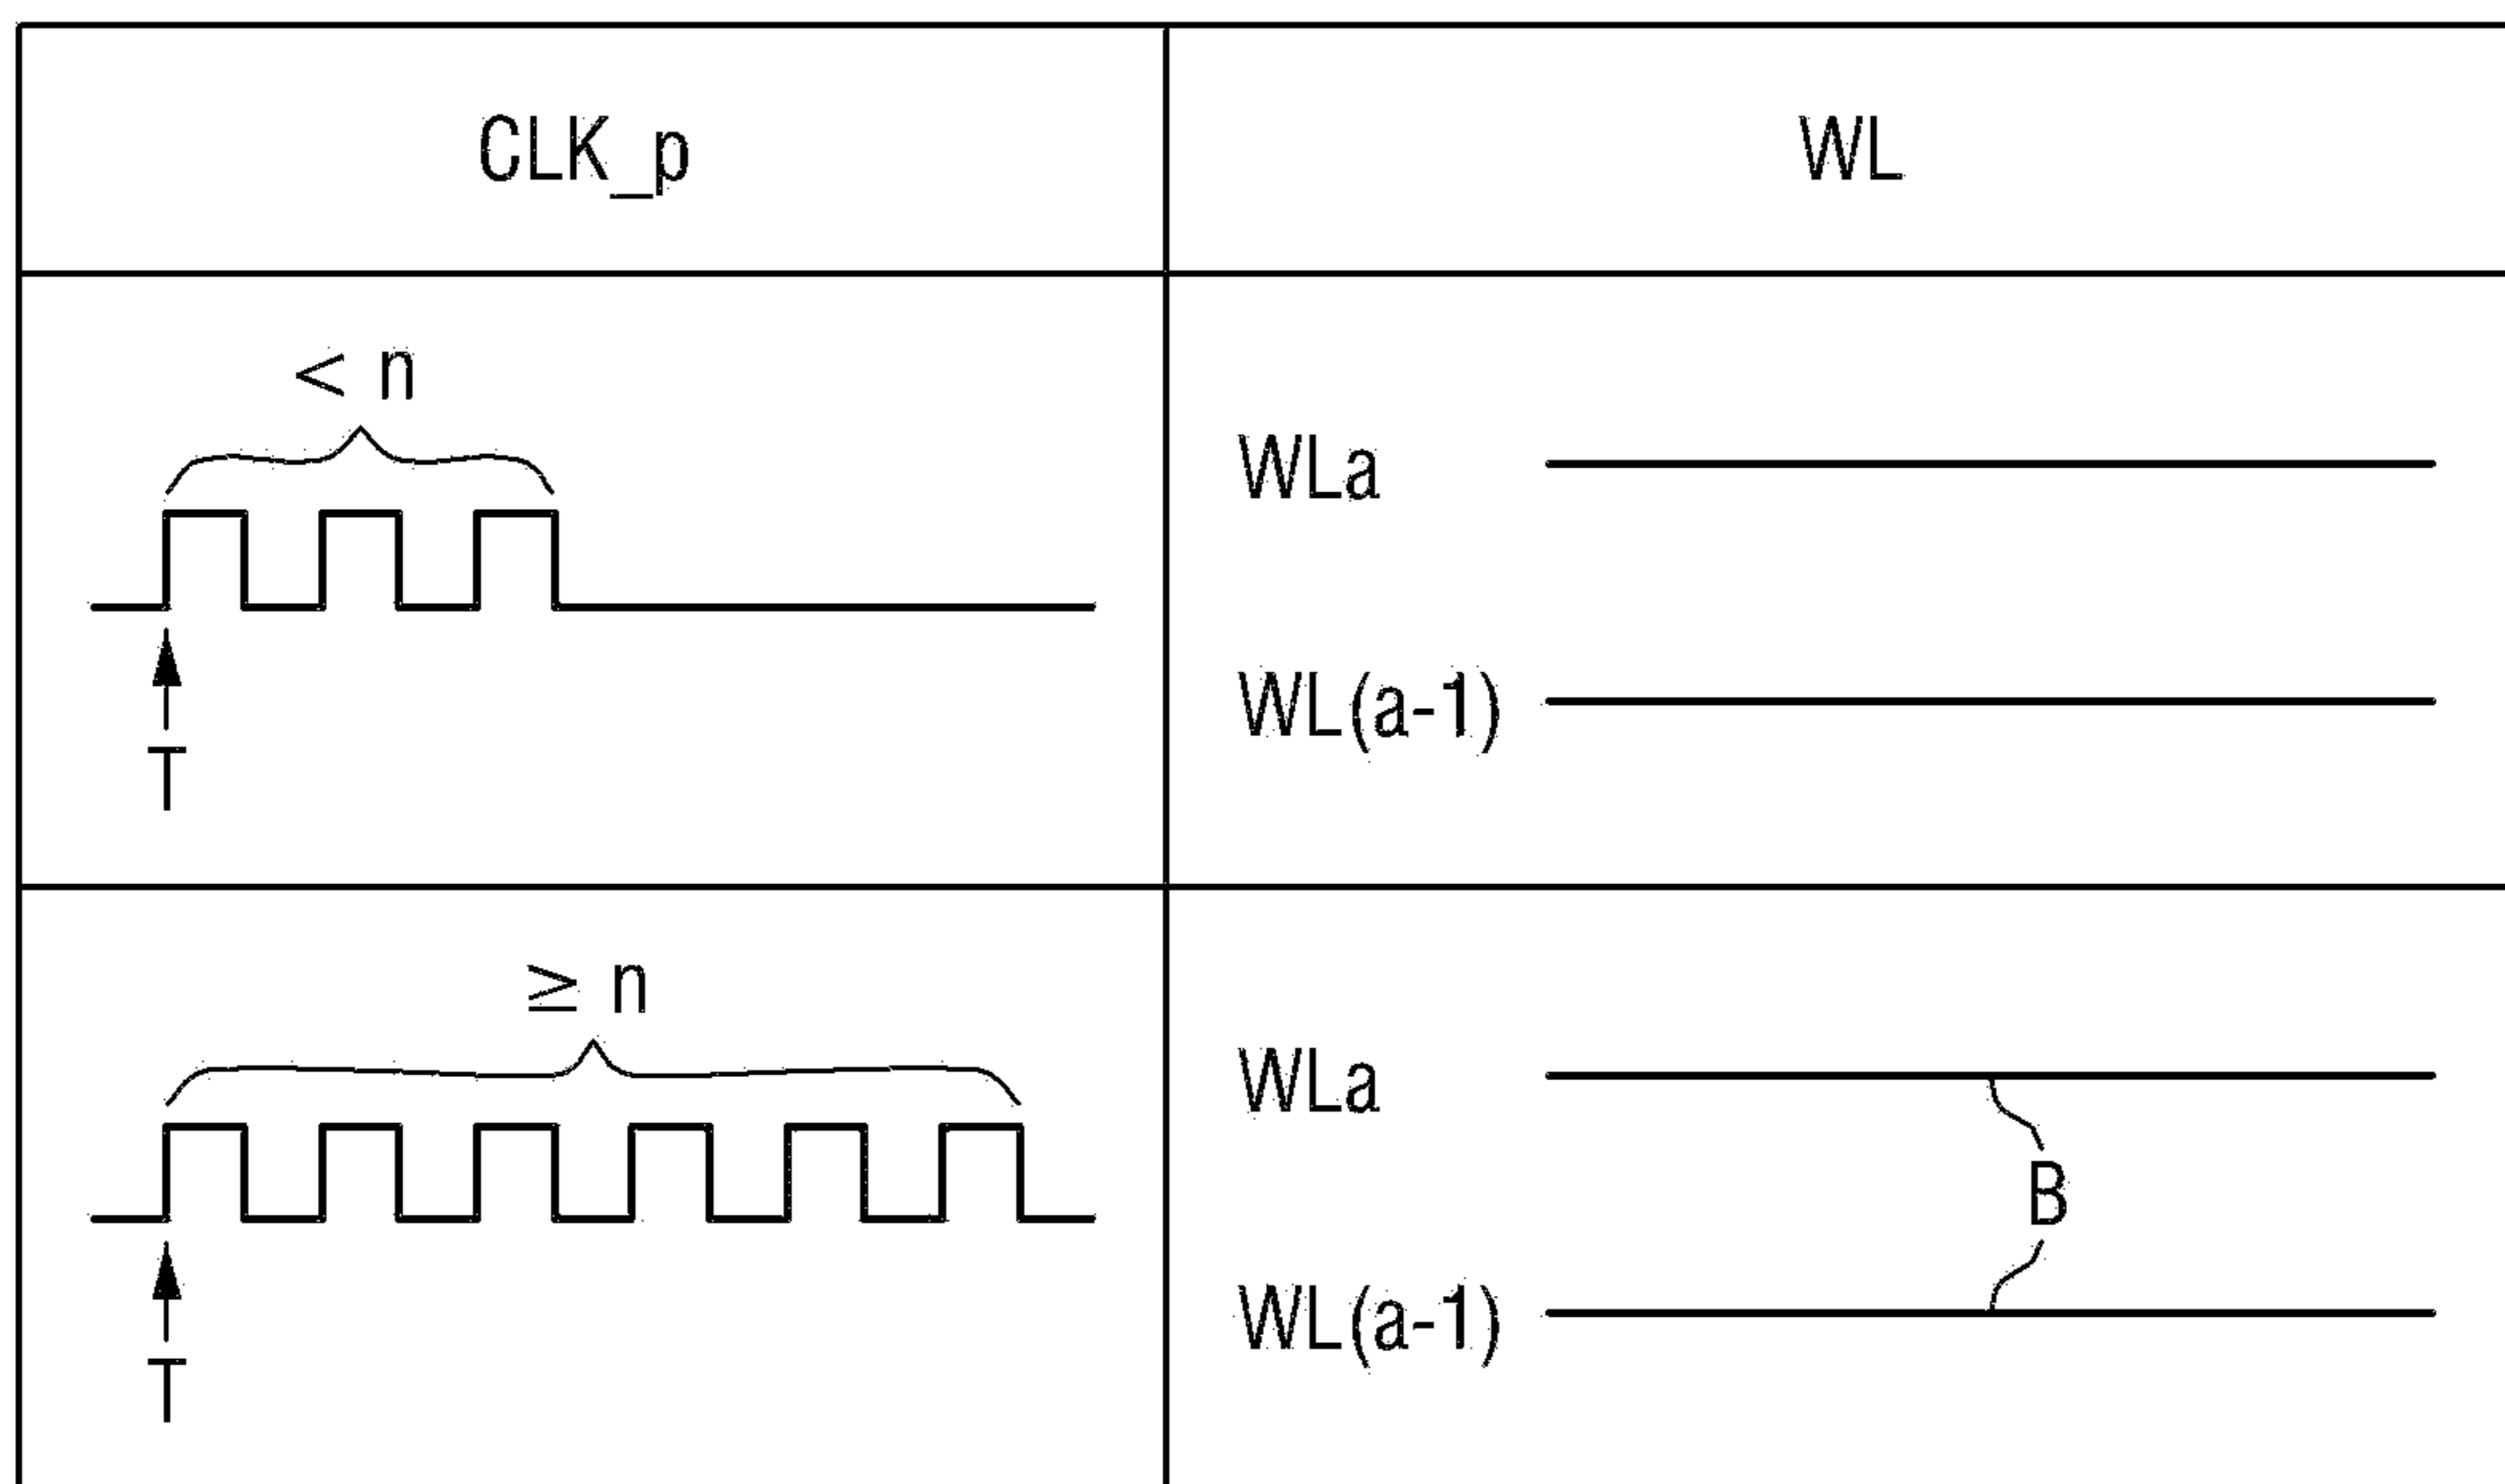 CLK_p
WL
< n
WLa
WL(a-1)
T
≥ n
WLa
B
WL(a-1)
T